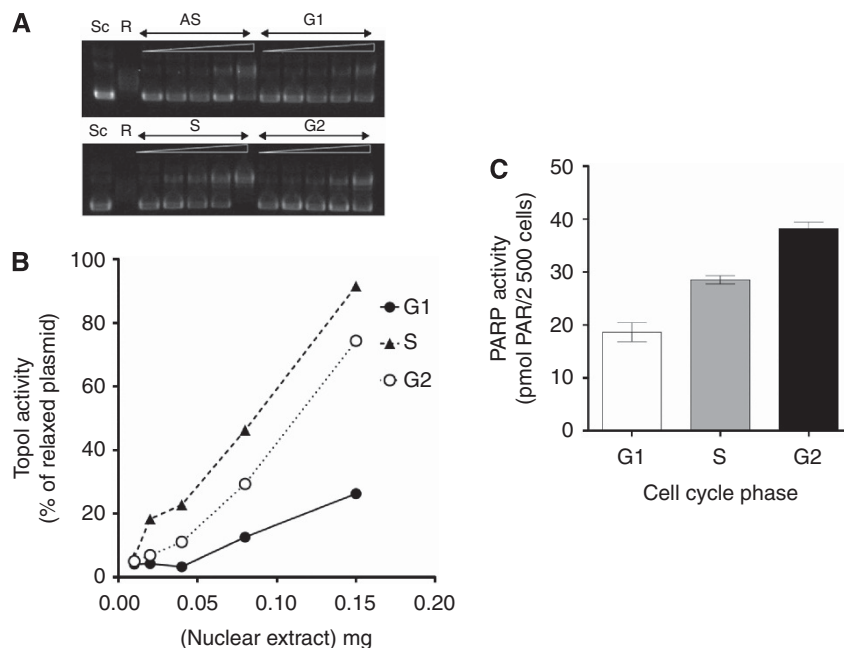 A
Sc R AS G1
Sc R S G2
B
100
80
60
40
20
0
0.00 0.05 0.10 0.15 0.20
(Nuclear extract) mg
TopoI activity
(% of relaxed plasmid)
G1
S
G2
C
50
40
30
20
10
0
G1 S G2
Cell cycle phase
PARP activity
(pmol PAR/2 500 cells)